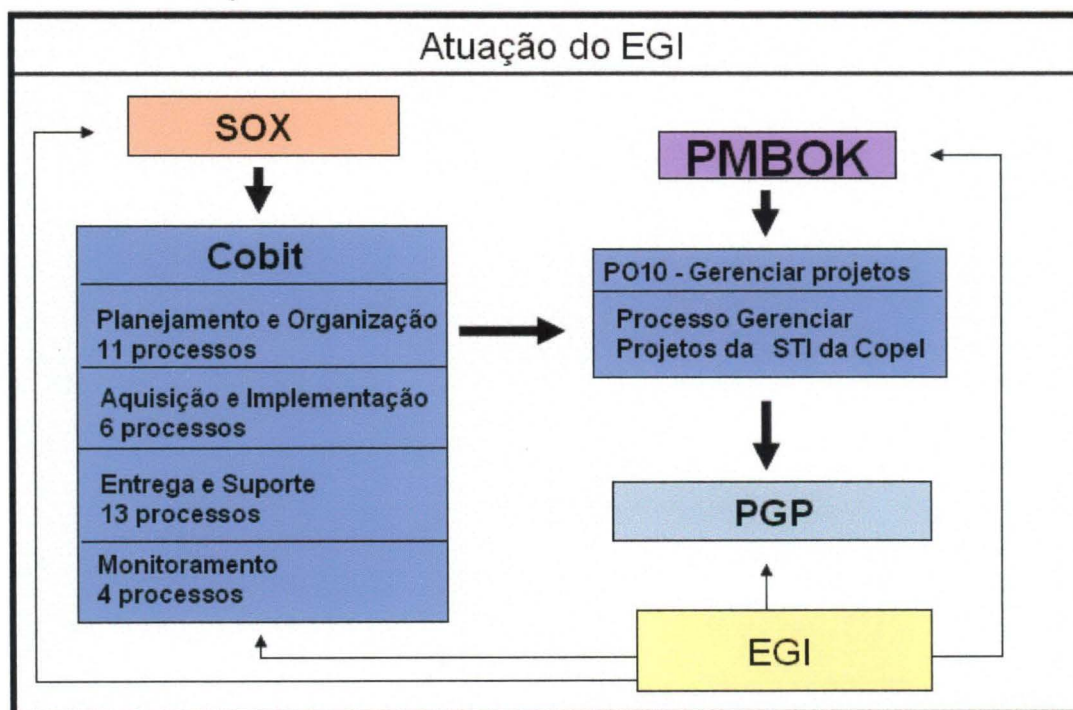 Atuação do EGI
SOX
Cobit
Planejamento e Organização
11 processos
Aquisição e Implementação
6 processos
Entrega e Suporte
13 processos
Monitoramento
4 processos
PMBOK
PO10 - Gerenciar projetos
Processo Gerenciar
Projetos da STI da Copel
PGP
EGI